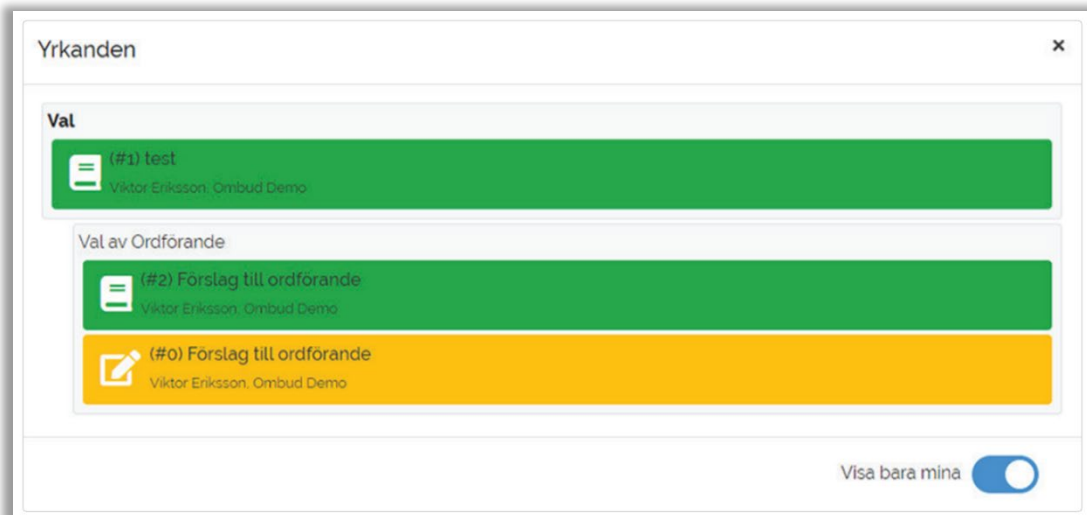 Yrkanden
×
Val
(#1) test
Viktor Eriksson, Ombud Demo
Val av Ordförande
(#2) Förslag till ordförande
Viktor Eriksson, Ombud Demo
(#0) Förslag till ordförande
Viktor Eriksson, Ombud Demo
Visa bara mina